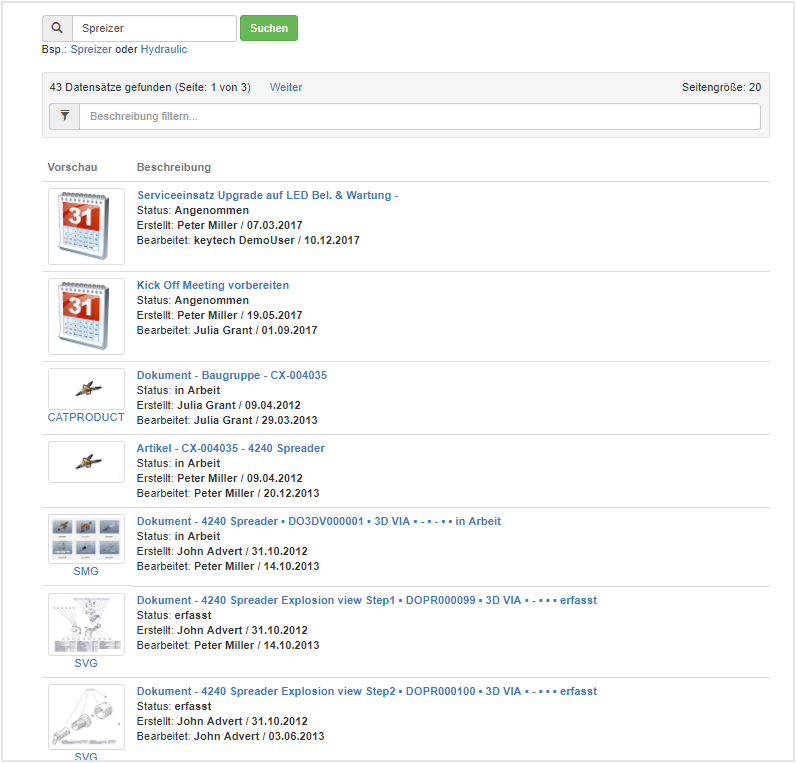 Spreizer
Suchen
Bsp.: Spreizer oder Hydraulic
43 Datensätze gefunden (Seite: 1 von 3) Weiter Seitengröße: 20
Beschreibung filtern...
Vorschau Beschreibung
31
Serviceeinsatz Upgrade auf LED Bel. & Wartung -
Status: Angenommen
Erstellt: Peter Miller / 07.03.2017
Bearbeitet: keytech DemoUser / 10.12.2017
31
Kick Off Meeting vorbereiten
Status: Angenommen
Erstellt: Peter Miller / 19.05.2017
Bearbeitet: Julia Grant / 01.09.2017
CATPRODUCT
Dokument - Baugruppe - CX-004035
Status: in Arbeit
Erstellt: Julia Grant / 09.04.2012
Bearbeitet: Julia Grant / 29.03.2013
Artikel - CX-004035 - 4240 Spreader
Status: in Arbeit
Erstellt: Peter Miller / 09.04.2012
Bearbeitet: Peter Miller / 20.12.2013
SMG
Dokument - 4240 Spreader ▪ DO3DV000001 ▪ 3D VIA ▪ - ▪ - ▪ ▪ in Arbeit
Status: in Arbeit
Erstellt: John Advert / 31.10.2012
Bearbeitet: Peter Miller / 14.10.2013
SVG
Dokument - 4240 Spreader Explosion view Step1 ▪ DOPR000099 ▪ 3D VIA ▪ - ▪ ▪ ▪ erfasst
Status: erfasst
Erstellt: John Advert / 31.10.2012
Bearbeitet: Peter Miller / 14.10.2013
SVG
Dokument - 4240 Spreader Explosion view Step2 ▪ DOPR000100 ▪ 3D VIA ▪ - ▪ ▪ ▪ erfasst
Status: erfasst
Erstellt: John Advert / 31.10.2012
Bearbeitet: John Advert / 03.06.2013